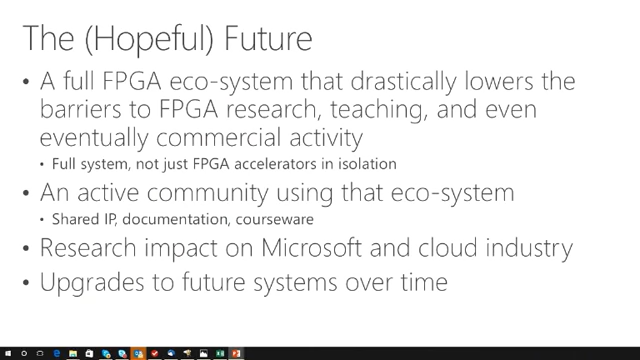 The (Hopeful) Future
• A full FPGA eco-system that drastically lowers the
barriers to FPGA research, teaching, and even
eventually commercial activity
• Full system, not just FPGA accelerators in isolation
• An active community using that eco-system
• Shared IP, documentation, courseware
• Research impact on Microsoft and cloud industry
• Upgrades to future systems over time